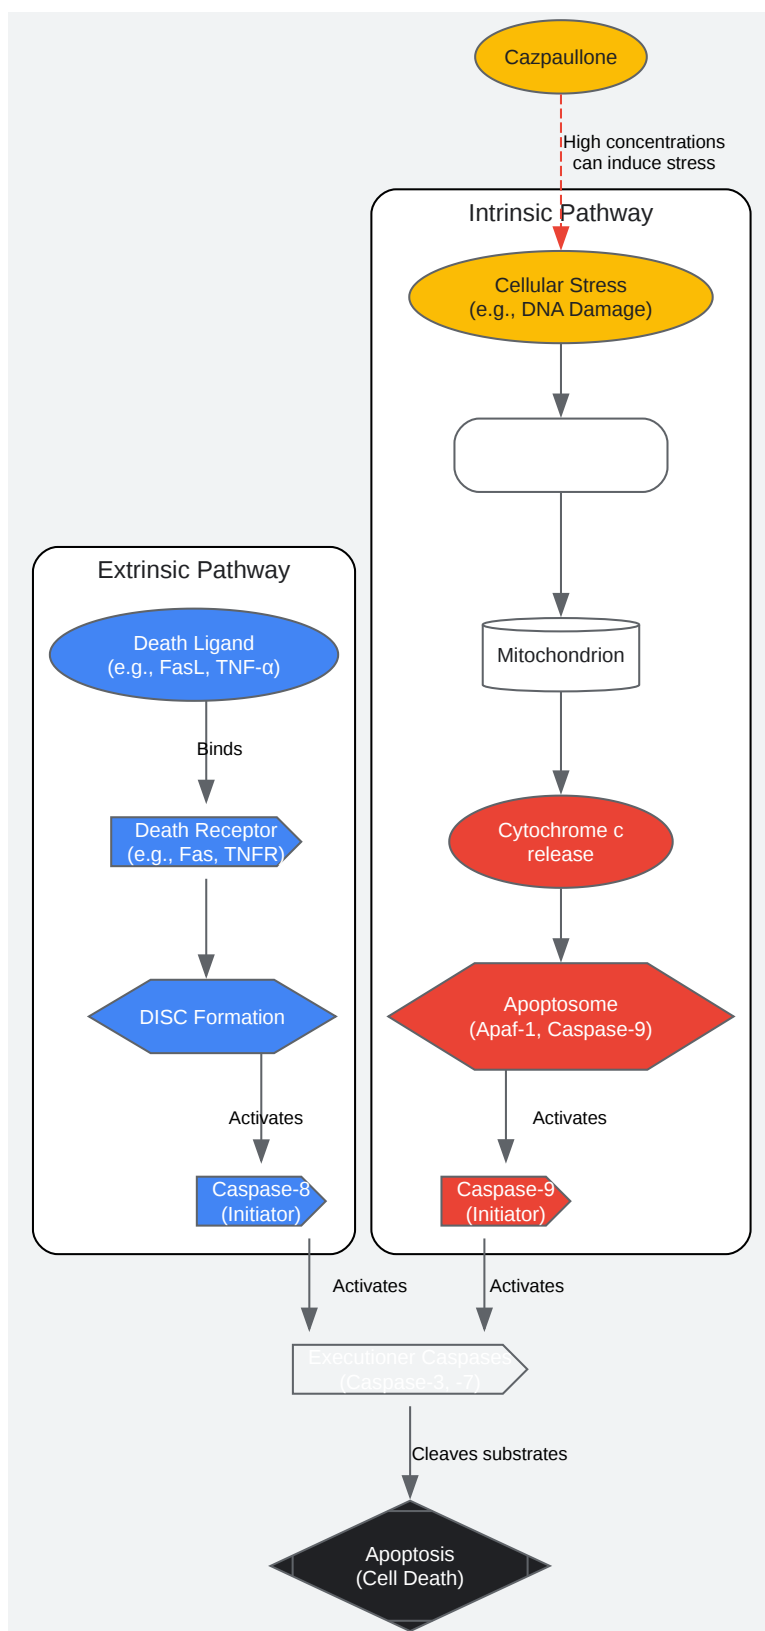 Cazpaullone
High concentrations
can induce stress
Intrinsic Pathway
Cellular Stress
(e.g., DNA Damage)
Extrinsic Pathway
Death Ligand
(e.g., FasL, TNF-α)
Mitochondrion
Binds
Death Receptor
(e.g., Fas, TNFR)
Cytochrome c
release
DISC Formation
Apoptosome
(Apaf-1, Caspase-9)
Activates
Activates
Caspase-8
(Initiator)
Caspase-9
(Initiator)
Activates
Activates
Executioner Caspases
(Caspase-3, -7)
Cleaves substrates
Apoptosis
(Cell Death)